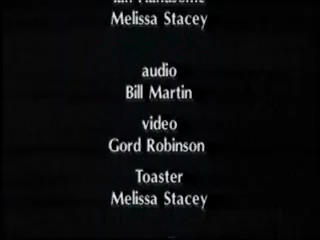 Melissa Stacey
audio
Bill Martin
video
Gord Robinson
Toaster
Melissa Stacey